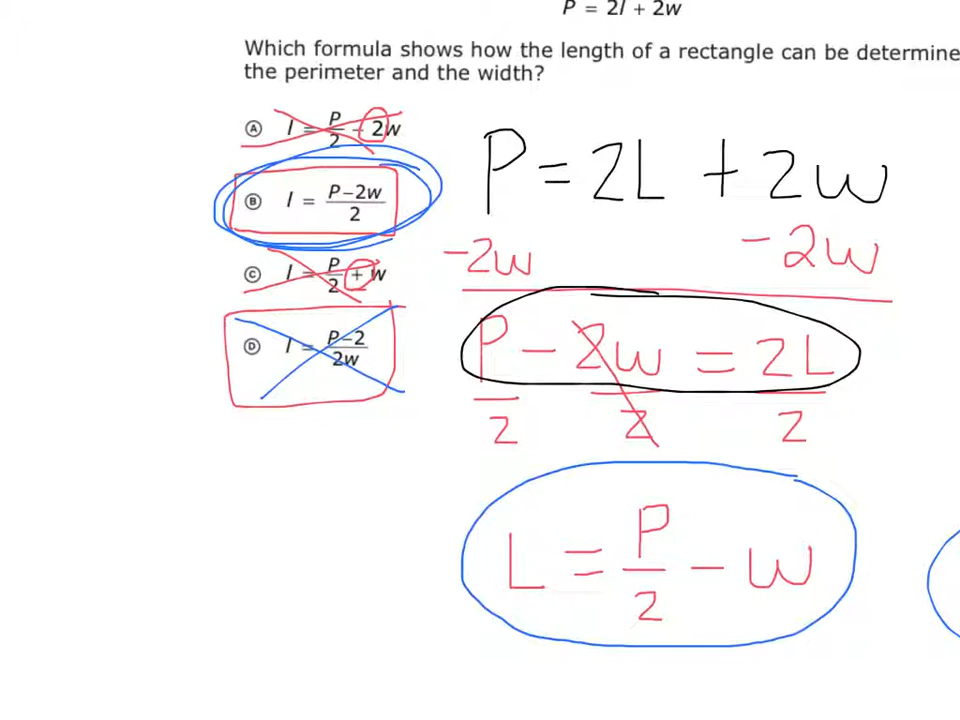 P = 2l + 2w
Which formula shows how the length of a rectangle can be determine
the perimeter and the width?
A l = P/2 - 2w
B l = P-2w/2
C l = P/2 + w
D l = P-2/2w
P = 2L + 2w
-2w -2w
P - 2w = 2L
2 2 2
L = P/2 - w